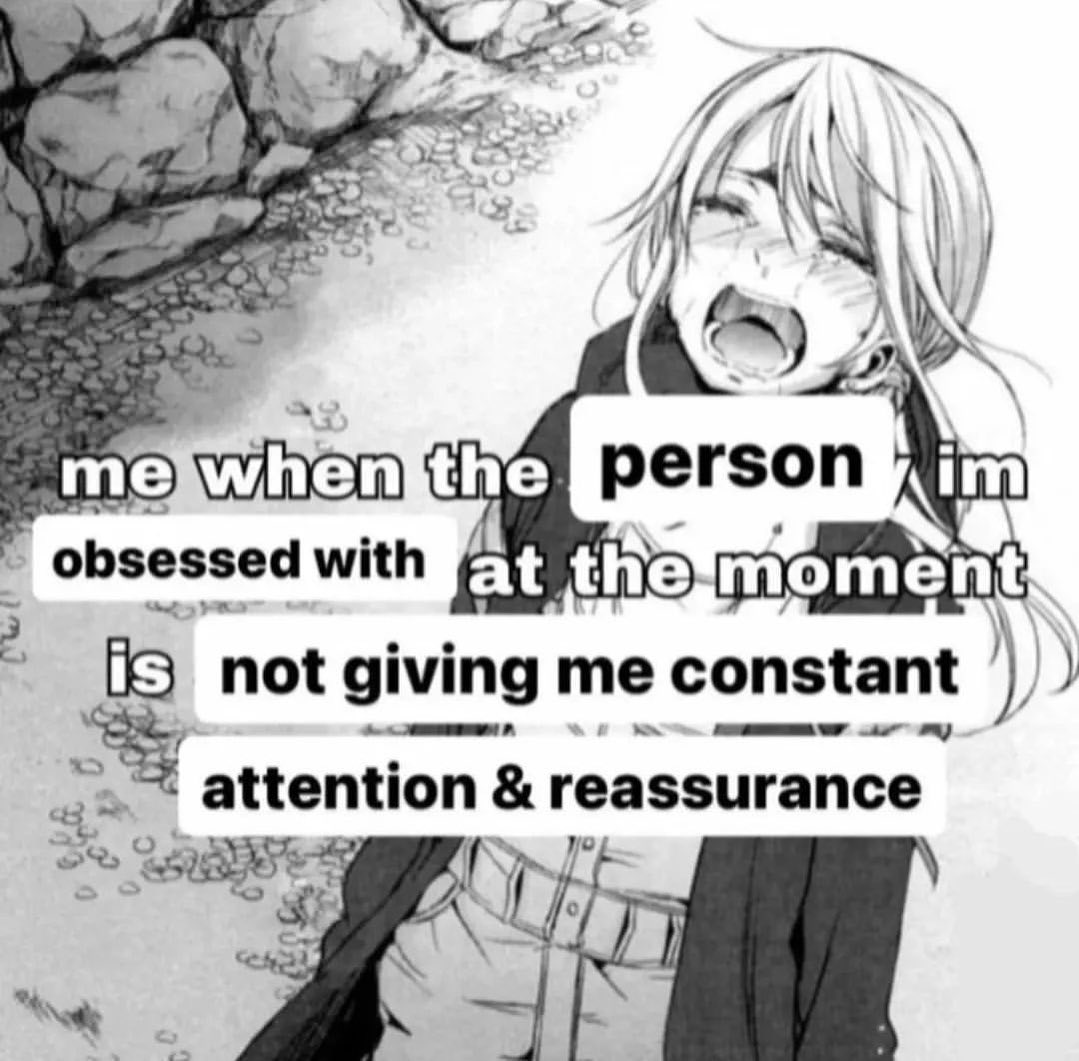 me when the person im
obsessed with at the moment
is not giving me constant
attention & reassurance